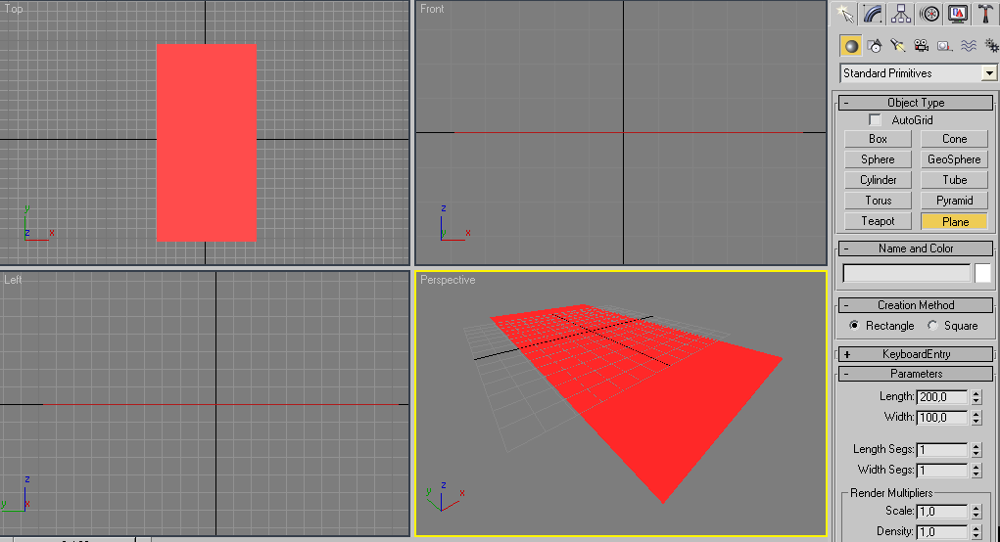 Top
Front
y
z x
z
y x
Left
Perspective
z
y x
z
y x
Standard Primitives
- Object Type
AutoGrid
Box Cone
Sphere GeoSphere
Cylinder Tube
Torus Pyramid
Teapot Plane
- Name and Color
- Creation Method
Rectangle Square
+ KeyboardEntry
- Parameters
Length: 200,0
Width: 100,0
Length Segs: 1
Width Segs: 1
Render Multipliers
Scale: 1,0
Density: 1,0